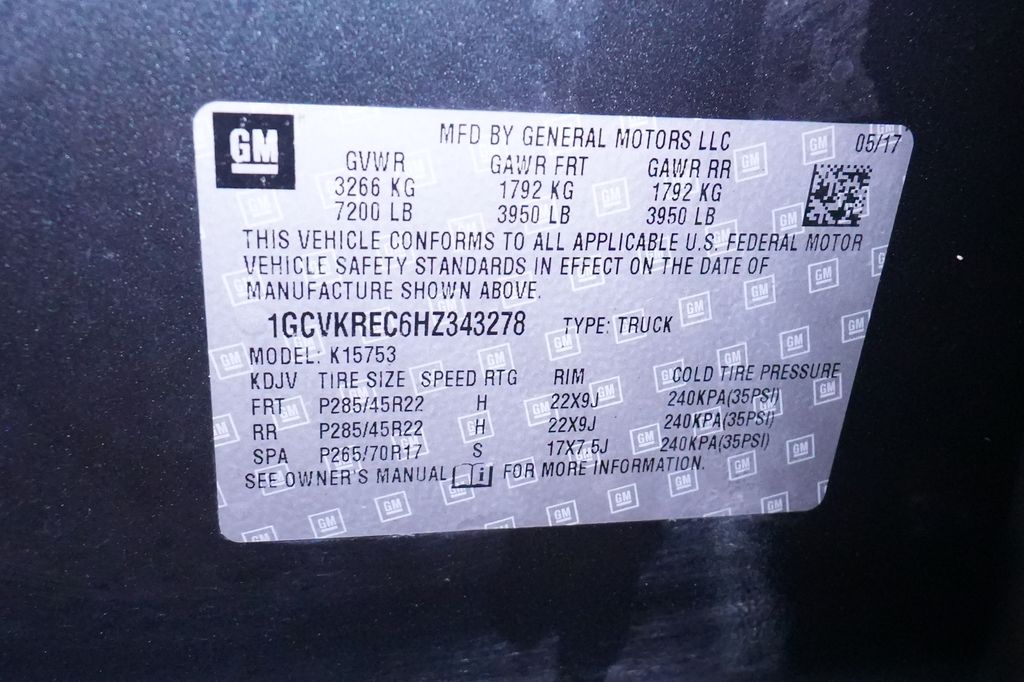 GM
MFD BY GENERAL MOTORS LLC 05/17
GVWR GAWR FRT GAWR RR
3266 KG 1792 KG 1792 KG
7200 LB 3950 LB 3950 LB
THIS VEHICLE CONFORMS TO ALL APPLICABLE U.S. FEDERAL MOTOR
VEHICLE SAFETY STANDARDS IN EFFECT ON THE DATE OF
MANUFACTURE SHOWN ABOVE.
1GCVKREC6HZ343278 TYPE: TRUCK
MODEL: K15753
KDJV TIRE SIZE SPEED RTG RIM COLD TIRE PRESSURE
FRT P285/45R22 H 22X9J 240KPA(35PSI)
RR P285/45R22 H 22X9J 240KPA(35PSI)
SPA P265/70R17 S 17X7.5J 240KPA(35PSI)
SEE OWNER'S MANUAL i FOR MORE INFORMATION.